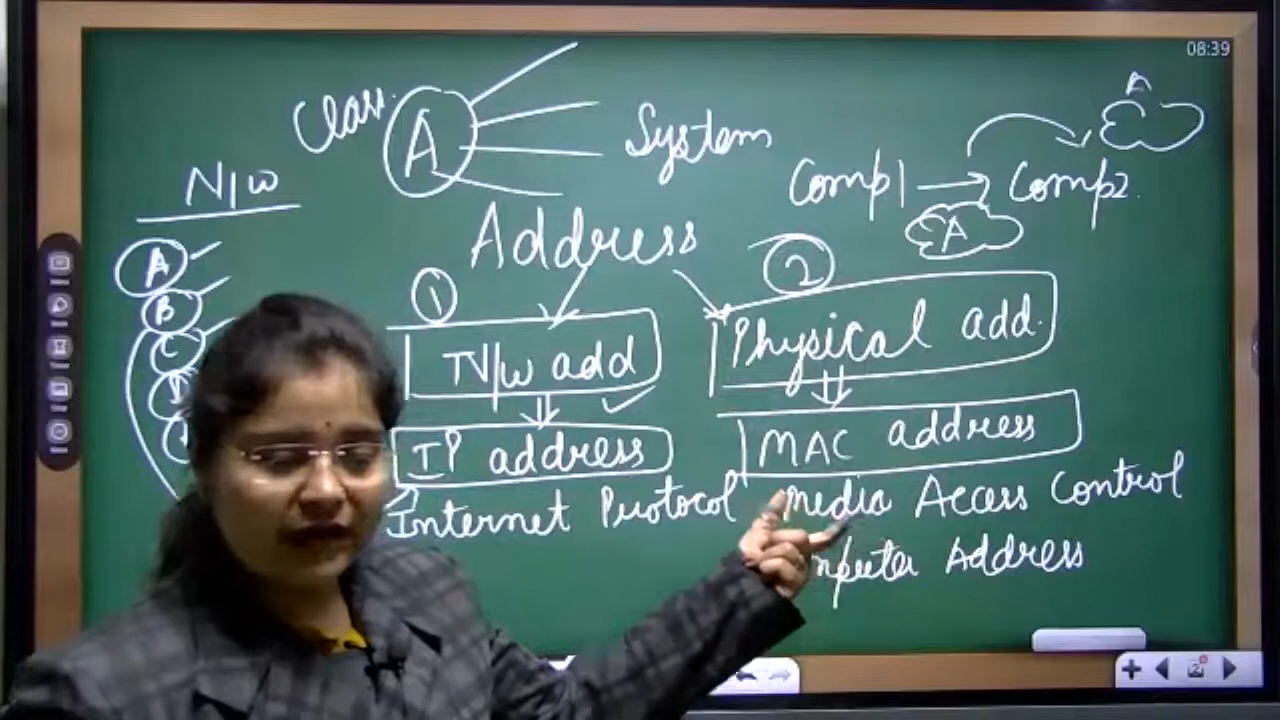 08:39
Class.
A
System
A
N/w
Comp1 → Comp2.
A
Address
A
B
C
D
1
2
N/w add
Physical add.
IP address
MAC address
Internet Protocol
Media Access Control
Address
2